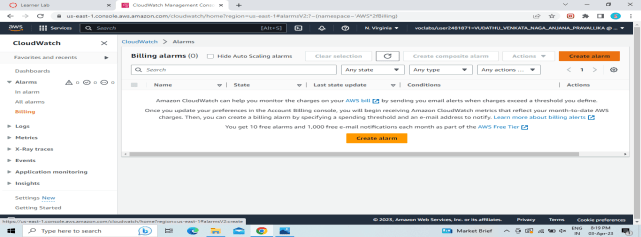 Learner Lab
CloudWatch Management Cons
us-east-1.console.aws.amazon.com/cloudwatch/home?region=us-east-1#alarmsV2:?~(namespace~'AWS*2fBilling)
aws
Services
Search
[Alt+S]
N. Virginia
voclabs/user2481871=VUDATHU_VENKATA_NAGA_ANJANA_PRAVALLIKA @ ...
CloudWatch
CloudWatch > Alarms
Favorites and recents
Dashboards
Alarms 0 0 0
In alarm
All alarms
Billing
Logs
Metrics
X-Ray traces
Events
Application monitoring
Insights
Settings New
Getting Started
Billing alarms (0)
Hide Auto Scaling alarms
Clear selection
Create composite alarm
Actions
Create alarm
Search
Any state
Any type
Any actions ...
1
Name
State
Last state update
Conditions
Actions
Amazon CloudWatch can help you monitor the charges on your AWS bill by sending you email alerts when charges exceed a threshold you define.
Once you update your preferences in the Account Billing console, you will begin receiving Amazon CloudWatch metrics that reflect your month-to-date AWS
charges. Then, you can create a billing alarm by specifying a spending threshold and an e-mail address to notify. Learn more about billing alerts
You get 10 free alarms and 1,000 free e-mail notifications each month as part of the AWS Free Tier
Create alarm
https://us-east-1.console.aws.amazon.com/cloudwatch/home?region=us-east-1#alarmsV2:create
© 2023, Amazon Web Services, Inc. or its affiliates.
Privacy
Terms
Cookie preferences
Type here to search
Market Brief
ENG
IN
8:19 PM
03-Apr-23